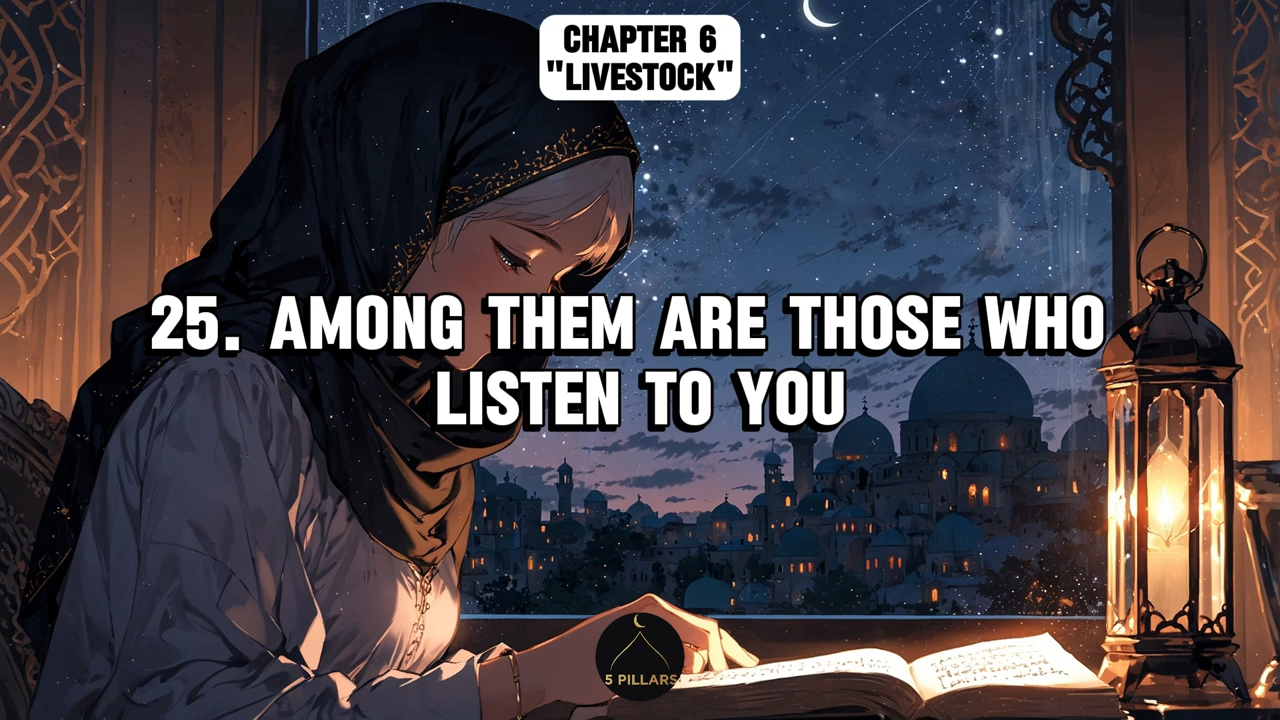 CHAPTER 6
"LIVESTOCK"
25. AMONG THEM ARE THOSE WHO
LISTEN TO YOU
5 PILLARS